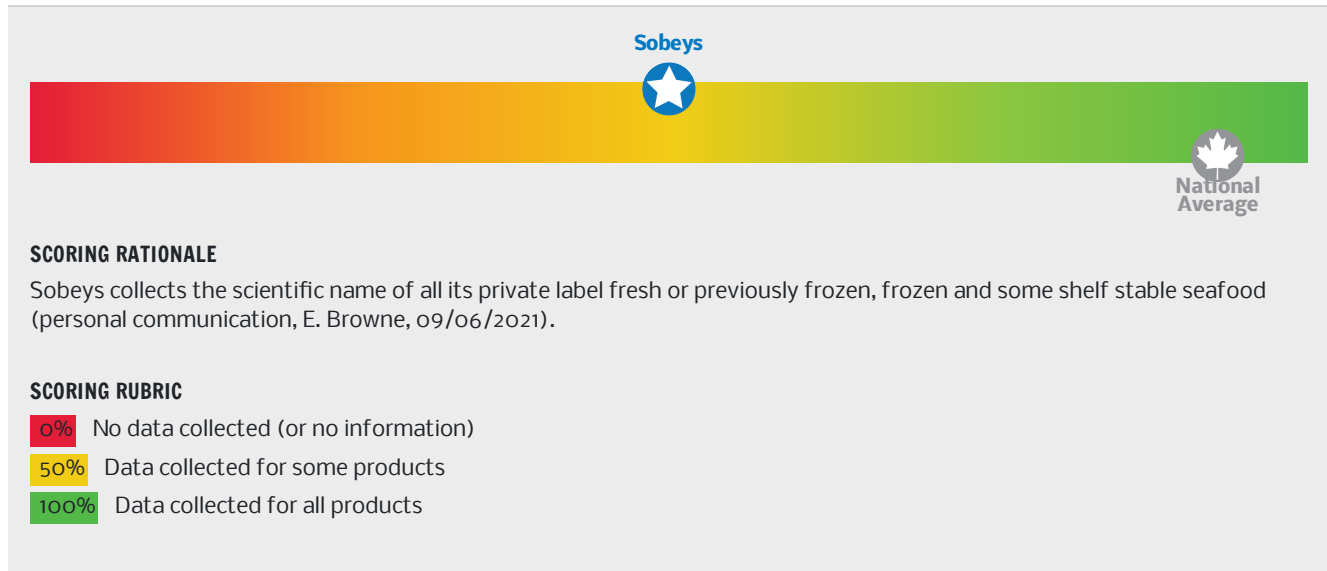 Sobeys
National
Average
SCORING RATIONALE
Sobeys collects the scientific name of all its private label fresh or previously frozen, frozen and some shelf stable seafood
(personal communication, E. Browne, 09/06/2021).
SCORING RUBRIC
0% No data collected (or no information)
50% Data collected for some products
100% Data collected for all products